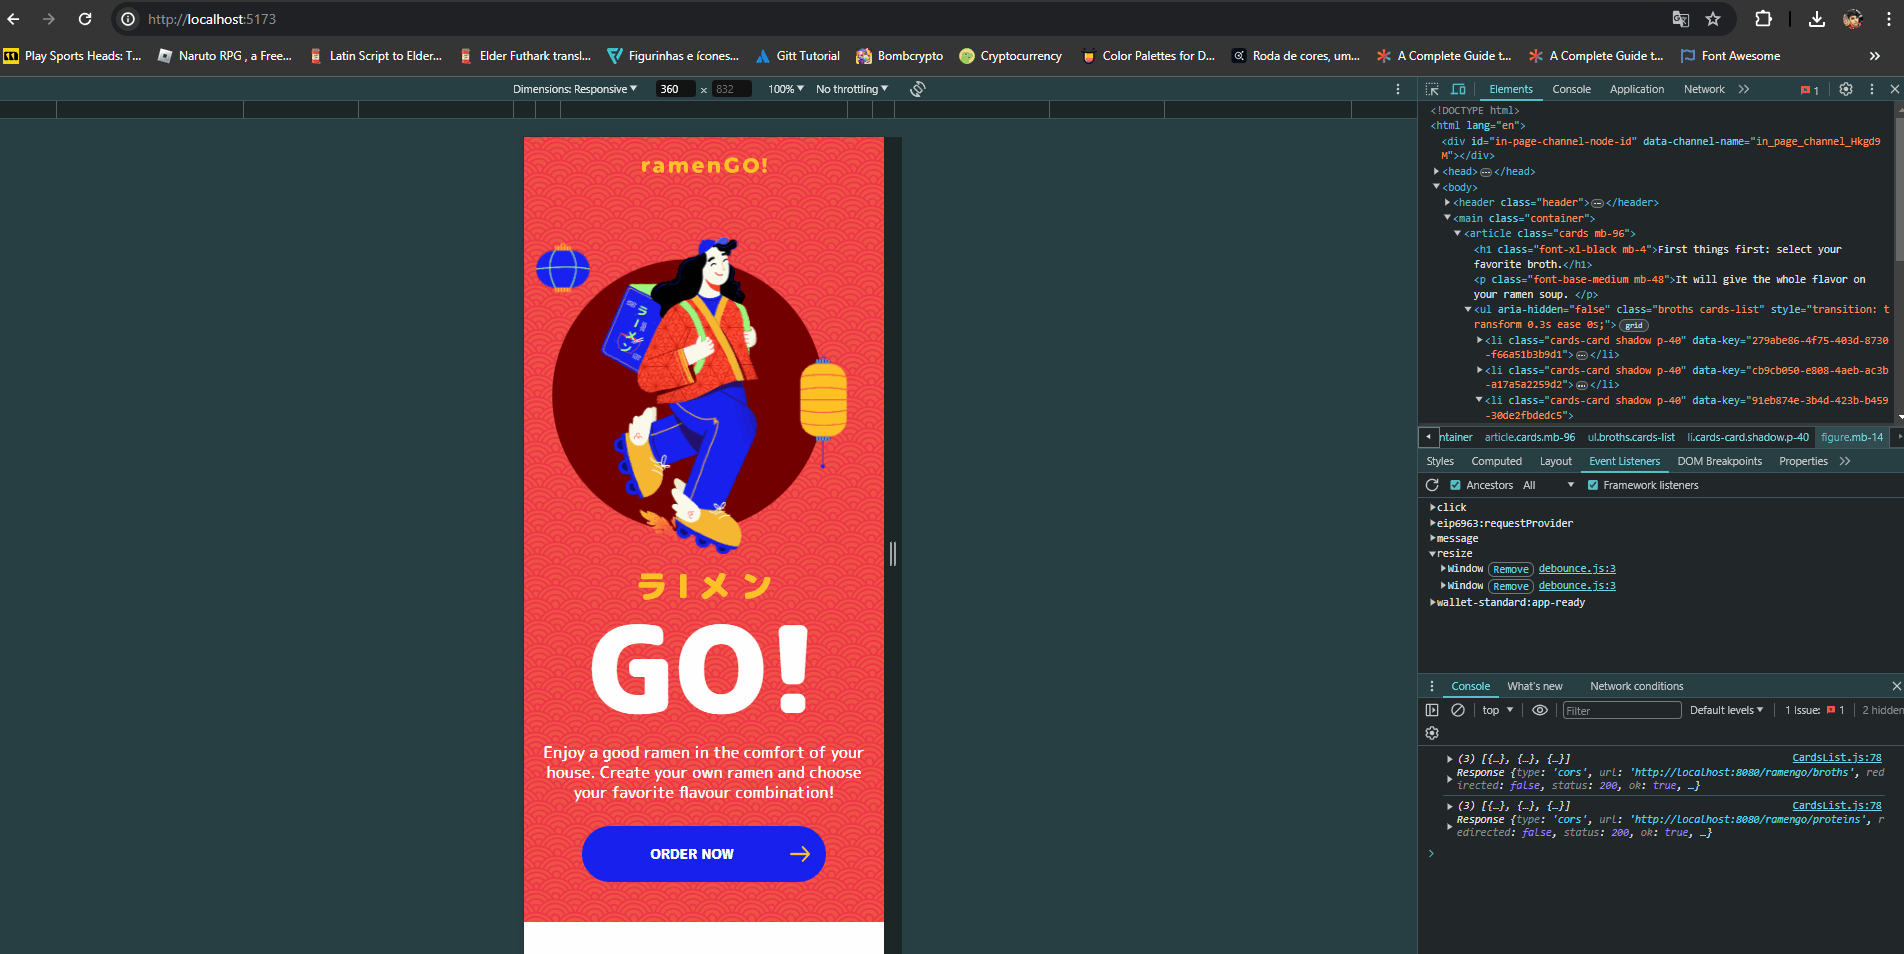 http://localhost:5173
Play Sports Heads: T...
Naruto RPG , a Free...
Latin Script to Elder...
Elder Futhark transl...
Figurinhas e ícones...
Gitt Tutorial
Bombcrypto
Cryptocurrency
Color Palettes for D...
Roda de cores, um...
A Complete Guide t...
A Complete Guide t...
Font Awesome
Dimensions: Responsive
360 × 832
100%
No throttling
ramenGO!
ラーメン
ラーメン
GO!
Enjoy a good ramen in the comfort of your
house. Create your own ramen and choose
your favorite flavour combination!
ORDER NOW
Elements Console Application Network
1
<!DOCTYPE html>
<html lang="en">
<div id="in-page-channel-node-id" data-channel-name="in_page_channel_Hkgd9
M"></div>
<head>…</head>
<body>
<header class="header">…</header>
<main class="container">
<article class="cards mb-96">
<h1 class="font-xl-black mb-4">First things first: select your
favorite broth.</h1>
<p class="font-base-medium mb-48">It will give the whole flavor on
your ramen soup. </p>
<ul aria-hidden="false" class="broths cards-list" style="transition: t
ransform 0.3s ease 0s;"> grid
<li class="cards-card shadow p-40" data-key="279abe86-4f75-403d-8730
-f66a51b3b9d1">…</li>
<li class="cards-card shadow p-40" data-key="cb9cb050-e808-4aeb-ac3b
-a17a5a2259d2">…</li>
<li class="cards-card shadow p-40" data-key="91eb874e-3b4d-423b-b459
-30de2fbdedc5">
ntainer article.cards.mb-96 ul.broths.cards-list li.cards-card.shadow.p-40 figure.mb-14
Styles Computed Layout Event Listeners DOM Breakpoints Properties
Ancestors All Framework listeners
click
eip6963:requestProvider
message
resize
Window Remove debounce.js:3
Window Remove debounce.js:3
wallet-standard:app-ready
Console What's new Network conditions
top Filter Default levels 1 Issue: 1 2 hidden
(3) [{…}, {…}, {…}] CardsList.js:78
Response {type: 'cors', url: 'http://localhost:8080/ramengo/broths', red
irected: false, status: 200, ok: true, …}
(3) [{…}, {…}, {…}] CardsList.js:78
Response {type: 'cors', url: 'http://localhost:8080/ramengo/proteins', r
edirected: false, status: 200, ok: true, …}